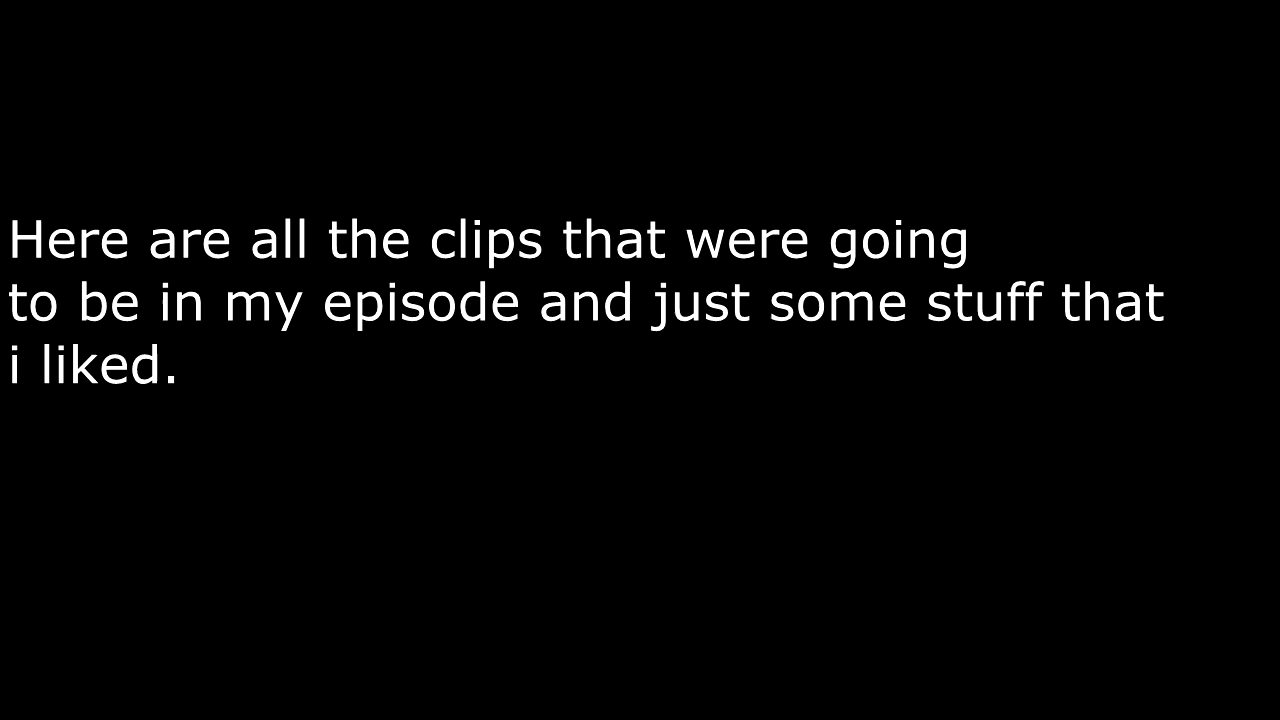 Here are all the clips that were going
to be in my episode and just some stuff that
i liked.